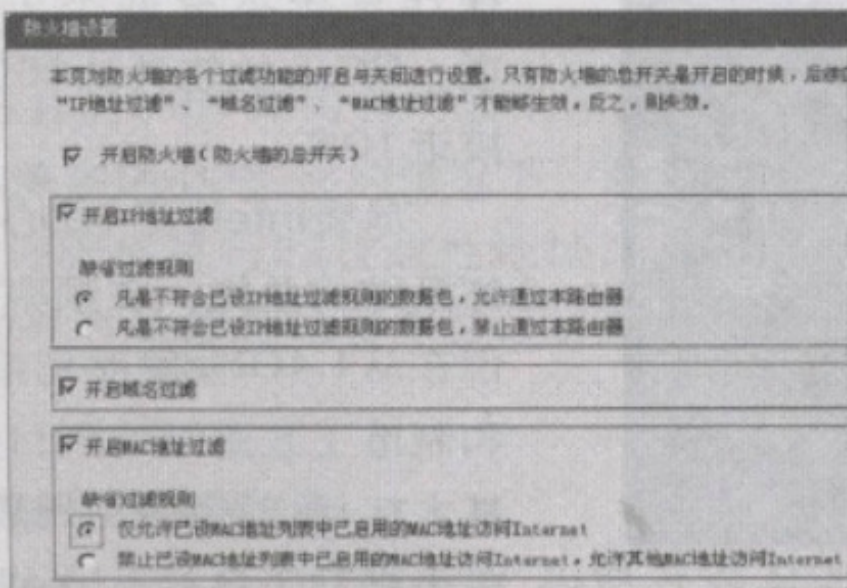 防火墙设置
本页对防火墙的各个过滤功能的开启与关闭进行设置。只有防火墙的总开关是开启的时候，后续的
“IP地址过滤”、“域名过滤”、“MAC地址过滤”才能够生效，反之，则失效。
开启防火墙(防火墙的总开关)
开启IP地址过滤
缺省过滤规则
凡是不符合已设IP地址过滤规则的数据包，允许通过本路由器
凡是不符合已设IP地址过滤规则的数据包，禁止通过本路由器
开启域名过滤
开启MAC地址过滤
缺省过滤规则
仅允许已设MAC地址列表中已启用的MAC地址访问Internet
禁止已设MAC地址列表中已启用的MAC地址访问Internet，允许其他MAC地址访问Internet